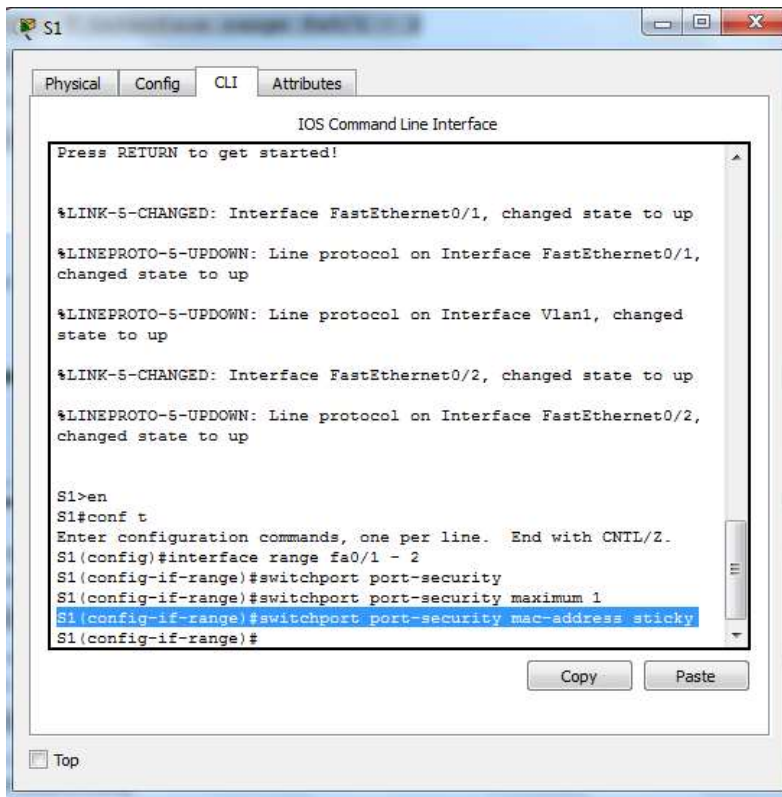 S1
Physical Config CLI Attributes
IOS Command Line Interface
Press RETURN to get started!
%LINK-5-CHANGED: Interface FastEthernet0/1, changed state to up
%LINEPROTO-5-UPDOWN: Line protocol on Interface FastEthernet0/1,
changed state to up
%LINEPROTO-5-UPDOWN: Line protocol on Interface Vlan1, changed
state to up
%LINK-5-CHANGED: Interface FastEthernet0/2, changed state to up
%LINEPROTO-5-UPDOWN: Line protocol on Interface FastEthernet0/2,
changed state to up
S1>en
S1#conf t
Enter configuration commands, one per line.  End with CNTL/Z.
S1(config)#interface range fa0/1 - 2
S1(config-if-range)#switchport port-security
S1(config-if-range)#switchport port-security maximum 1
S1(config-if-range)#switchport port-security mac-address sticky
S1(config-if-range)#
Copy Paste
Top